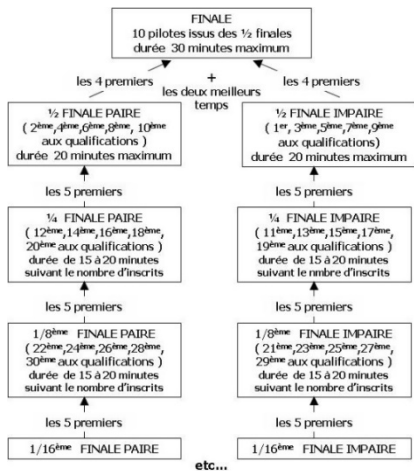 FINALE
10 pilotes issus des ½ finales
durée 30 minutes maximum
les 4 premiers
+
les deux meilleurs
temps
les 4 premiers
½ FINALE PAIRE
( 2ème,4ème,6ème,8ème, 10ème
aux qualifications )
durée 20 minutes maximum
½ FINALE IMPAIRE
( 1er, 3ème,5ème,7ème,9ème
aux qualifications)
durée 20 minutes maximum
les 5 premiers
les 5 premiers
¼ FINALE PAIRE
( 12ème,14ème,16ème,18ème,
20ème aux qualifications )
durée de 15 à 20 minutes
suivant le nombre d'inscrits
¼ FINALE IMPAIRE
( 11ème,13ème,15ème,17ème,
19ème aux qualifications )
durée de 15 à 20 minutes
suivant le nmbre d'inscrits
les 5 premiers
les 5 premiers
1/8ème FINALE PAIRE
( 22ème,24ème,26ème,28ème,
30ème aux qualifications )
durée de 15 à 20 minutes
suivant le nombre d'inscrits
1/8ème FINALE IMPAIRE
( 21ème,23ème,25ème,27ème,
29ème aux qualifications )
durée de 15 à 20 minutes
suivant le nombre d'inscrits
les 5 premiers
les 5 premiers
1/16ème FINALE PAIRE
1/16ème FINALE IMPAIRE
etc...